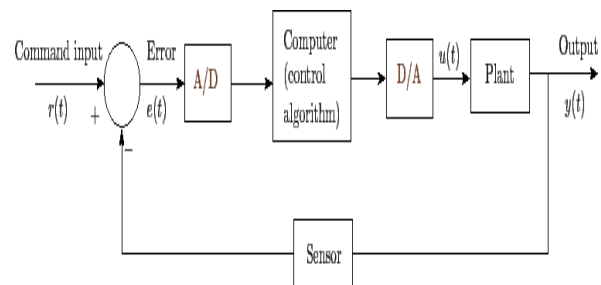 Command input
r(t)
+
−
Error
e(t)
A/D
Computer
(control
algorithm)
D/A
u(t)
Plant
Output
y(t)
Sensor